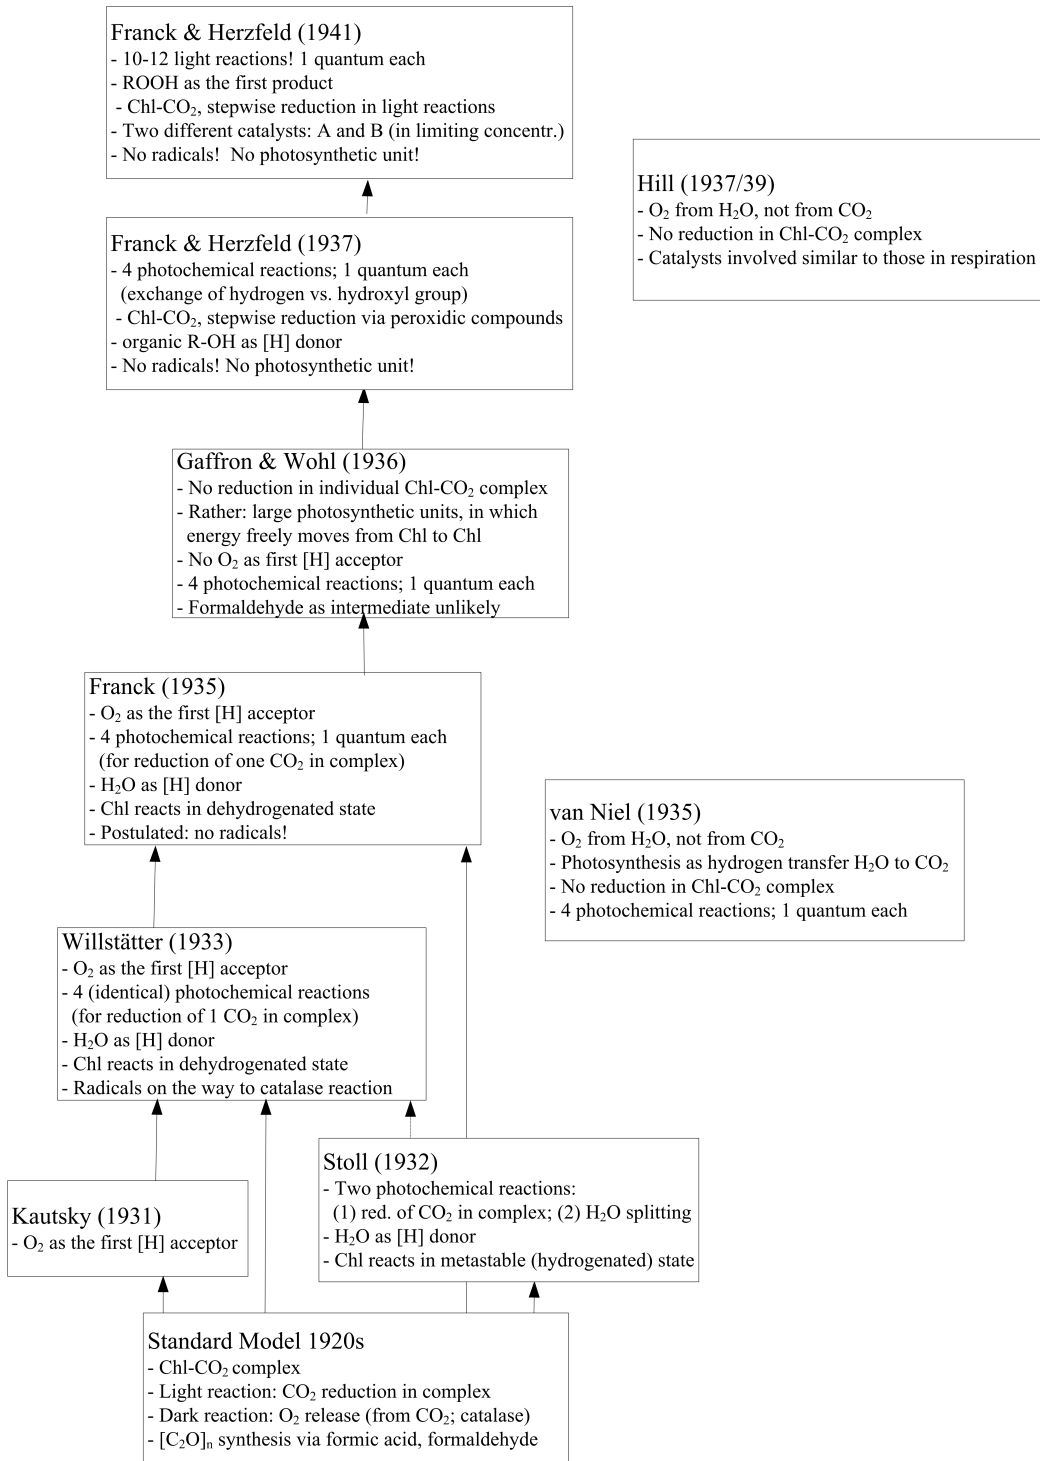 Franck & Herzfeld (1941)
- 10-12 light reactions! 1 quantum each
- ROOH as the first product
- Chl-CO₂, stepwise reduction in light reactions
- Two different catalysts: A and B (in limiting concentr.)
- No radicals! No photosynthetic unit!
Hill (1937/39)
- O₂ from H₂O, not from CO₂
- No reduction in Chl-CO₂ complex
- Catalysts involved similar to those in respiration
Franck & Herzfeld (1937)
- 4 photochemical reactions; 1 quantum each
(exchange of hydrogen vs. hydroxyl group)
- Chl-CO₂, stepwise reduction via peroxidic compounds
- organic R-OH as [H] donor
- No radicals! No photosynthetic unit!
Gaffron & Wohl (1936)
- No reduction in individual Chl-CO₂ complex
- Rather: large photosynthetic units, in which
energy freely moves from Chl to Chl
- No O₂ as first [H] acceptor
- 4 photochemical reactions; 1 quantum each
- Formaldehyde as intermediate unlikely
Franck (1935)
- O₂ as the first [H] acceptor
- 4 photochemical reactions; 1 quantum each
(for reduction of one CO₂ in complex)
- H₂O as [H] donor
- Chl reacts in dehydrogenated state
- Postulated: no radicals!
van Niel (1935)
- O₂ from H₂O, not from CO₂
- Photosynthesis as hydrogen transfer H₂O to CO₂
- No reduction in Chl-CO₂ complex
- 4 photochemical reactions; 1 quantum each
Willstätter (1933)
- O₂ as the first [H] acceptor
- 4 (identical) photochemical reactions
(for reduction of 1 CO₂ in complex)
- H₂O as [H] donor
- Chl reacts in dehydrogenated state
- Radicals on the way to catalase reaction
Stoll (1932)
- Two photochemical reactions:
(1) red. of CO₂ in complex; (2) H₂O splitting
- H₂O as [H] donor
- Chl reacts in metastable (hydrogenated) state
Kautsky (1931)
- O₂ as the first [H] acceptor
Standard Model 1920s
- Chl-CO₂ complex
- Light reaction: CO₂ reduction in complex
- Dark reaction: O₂ release (from CO₂; catalase)
- [C₂O]ₙ synthesis via formic acid, formaldehyde